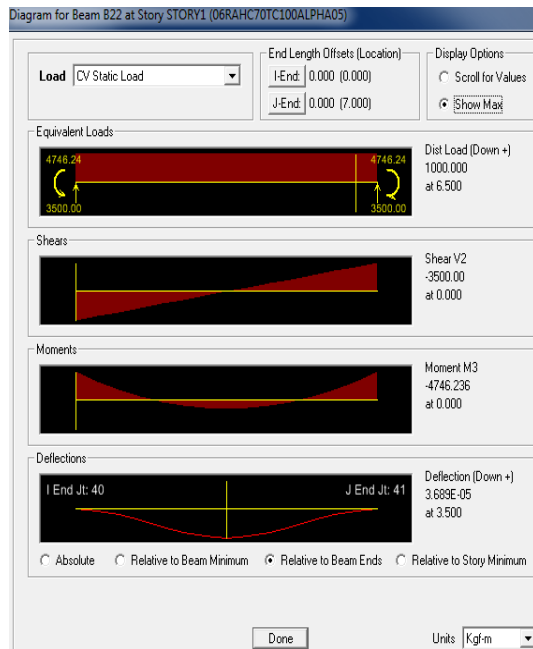 Diagram for Beam B22 at Story STORY1 (06RAHC70TC100ALPHA05)
Load CV Static Load
End Length Offsets (Location)
I-End: 0.000 (0.000)
J-End: 0.000 (7.000)
Display Options
Scroll for Values
Show Max
Equivalent Loads
4746.24 4746.24
3500.00 3500.00
Dist Load (Down +)
1000.000
at 6.500
Shears
Shear V2
-3500.00
at 0.000
Moments
Moment M3
-4746.236
at 0.000
Deflections
I End Jt: 40 J End Jt: 41
Deflection (Down +)
3.689E-05
at 3.500
Absolute Relative to Beam Minimum Relative to Beam Ends Relative to Story Minimum
Done Units Kgf-m